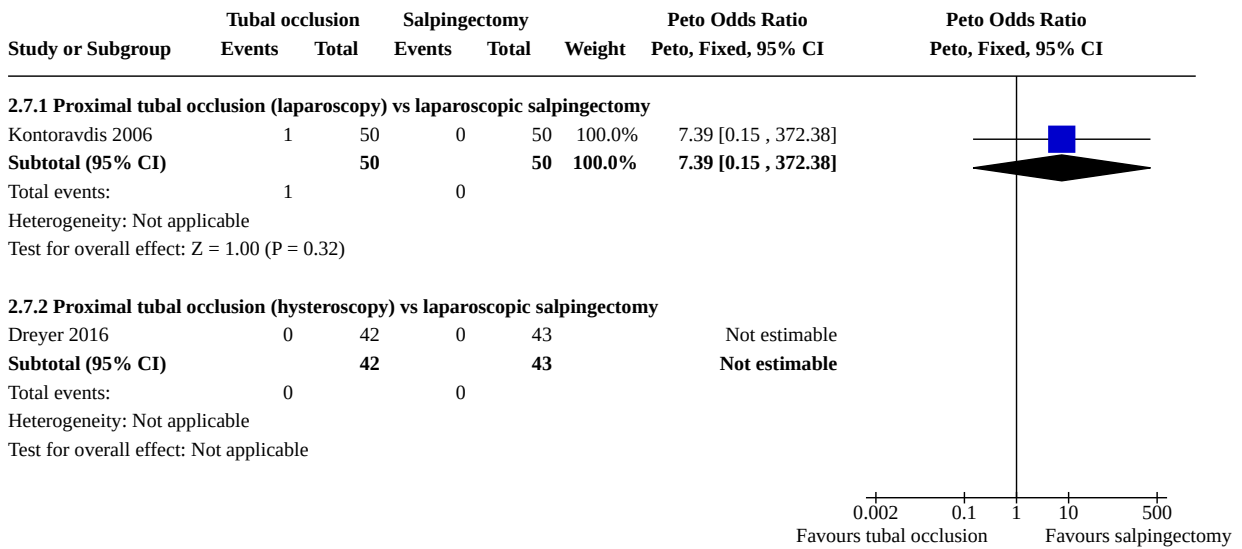 Tubal occlusion Salpingectomy Peto Odds Ratio Peto Odds Ratio
Study or Subgroup Events Total Events Total Weight Peto, Fixed, 95% CI Peto, Fixed, 95% CI
2.7.1 Proximal tubal occlusion (laparoscopy) vs laparoscopic salpingectomy
Kontoravdis 2006 1 50 0 50 100.0% 7.39 [0.15 , 372.38]
Subtotal (95% CI) 50 50 100.0% 7.39 [0.15 , 372.38]
Total events: 1 0
Heterogeneity: Not applicable
Test for overall effect: Z = 1.00 (P = 0.32)
2.7.2 Proximal tubal occlusion (hysteroscopy) vs laparoscopic salpingectomy
Dreyer 2016 0 42 0 43 Not estimable
Subtotal (95% CI) 42 43 Not estimable
Total events: 0 0
Heterogeneity: Not applicable
Test for overall effect: Not applicable
0.002 0.1 1 10 500
Favours tubal occlusion Favours salpingectomy